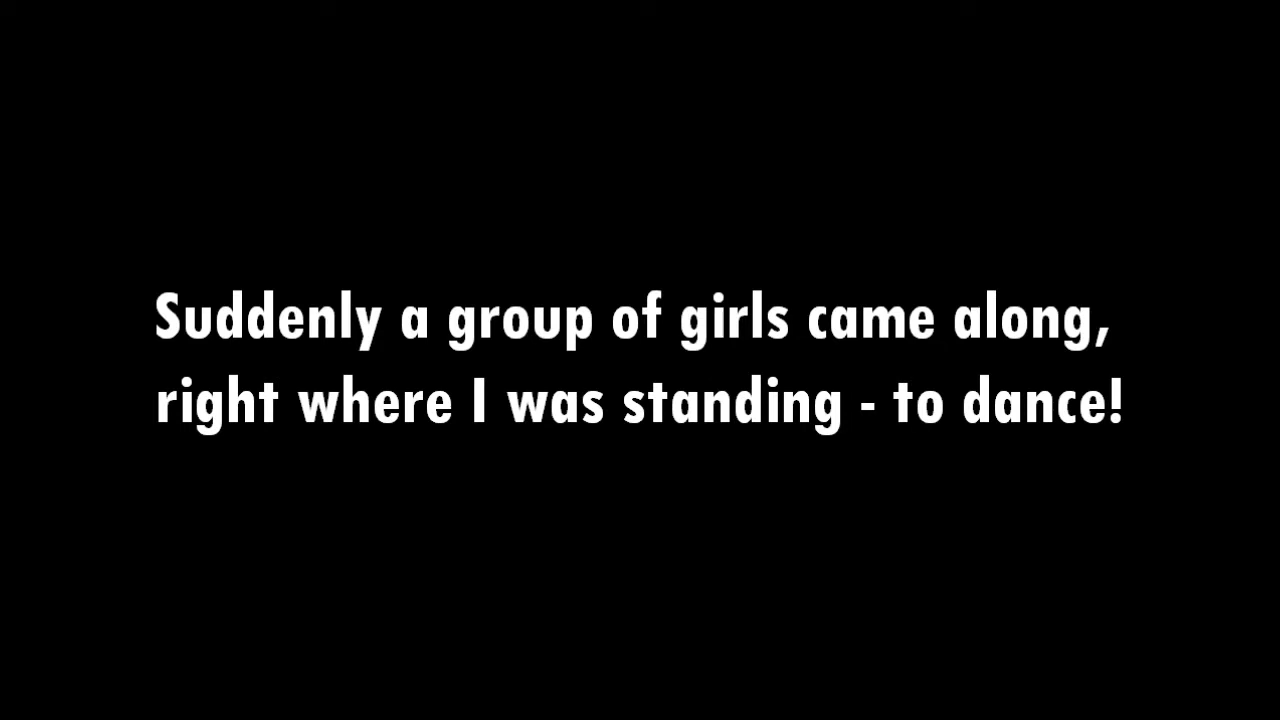 Suddenly a group of girls came along,
right where I was standing - to dance!